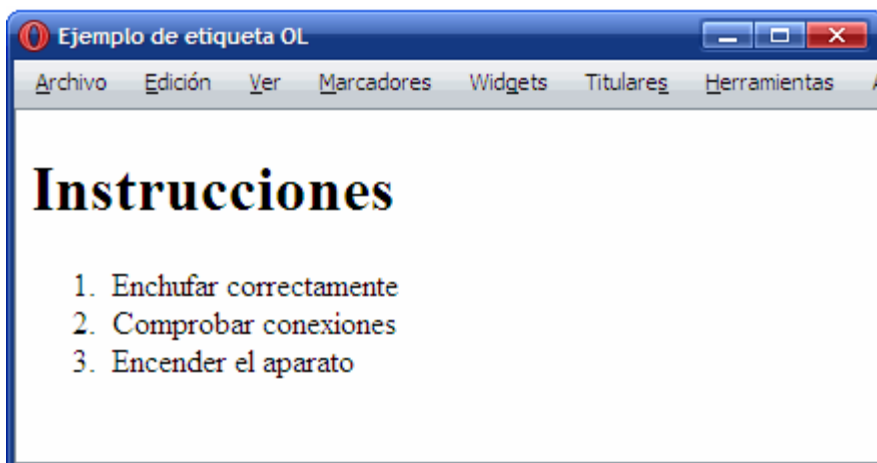 Ejemplo de etiqueta OL
Archivo Edición Ver Marcadores Widgets Titulares Herramientas
Instrucciones
1. Enchufar correctamente
2. Comprobar conexiones
3. Encender el aparato